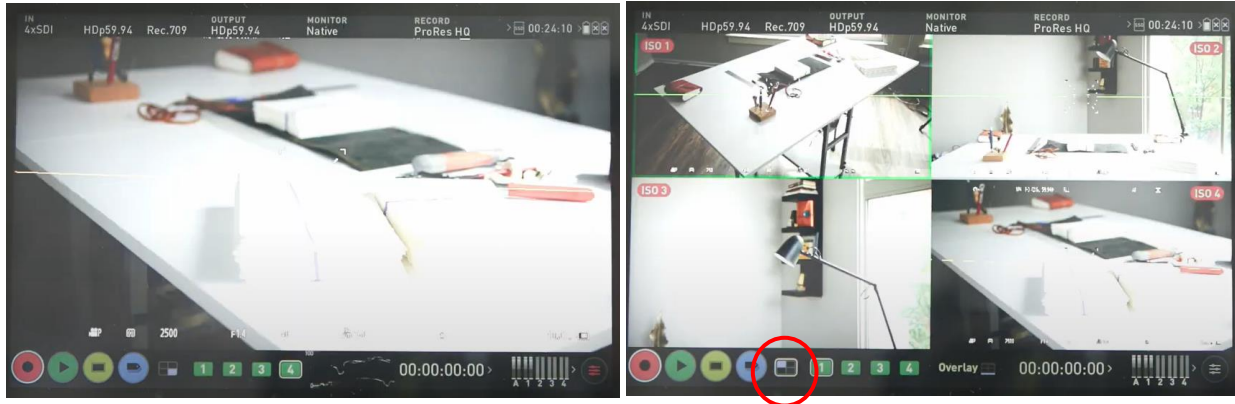 IN OUTPUT MONITOR RECORD
4xSDI HDp59.94 Rec.709 HDp59.94 Native ProRes HQ 00:24:10
2500
1 2 3 4 00:00:00:00
A 1 2 3 4
IN OUTPUT MONITOR RECORD
4xSDI HDp59.94 Rec.709 HDp59.94 Native ProRes HQ 00:24:10
ISO 1 ISO 2
ISO 3 ISO 4
1 2 3 4 Overlay 00:00:00:00
A 1 2 3 4